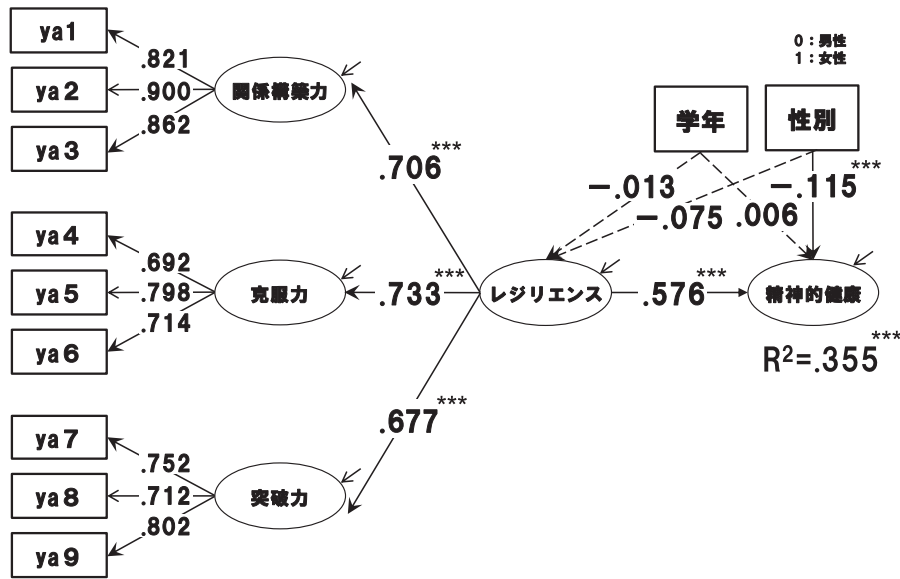 ya1
ya2
ya3
.821
.900
.862
関係構築力
.706***
ya4
ya5
ya6
.692
.798
.714
克服力
.733***
ya7
ya8
ya9
.752
.712
.802
突破力
.677***
レジリエンス
0：男性
1：女性
学年
性別
−.013
−.075
.006
−.115***
.576***
精神的健康
R²=.355***